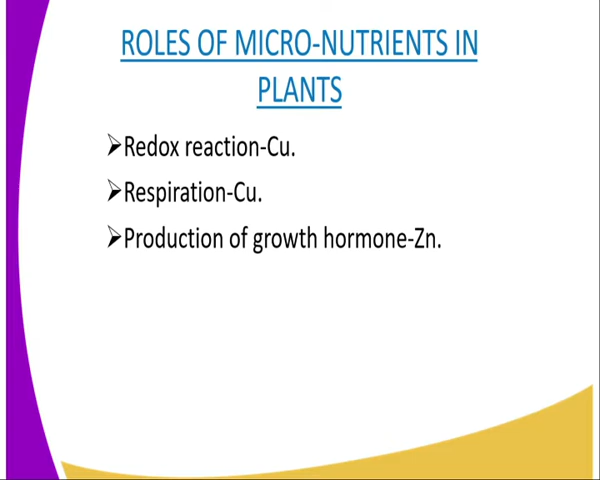 ROLES OF MICRO-NUTRIENTS IN
PLANTS
➢Redox reaction-Cu.
➢Respiration-Cu.
➢Production of growth hormone-Zn.